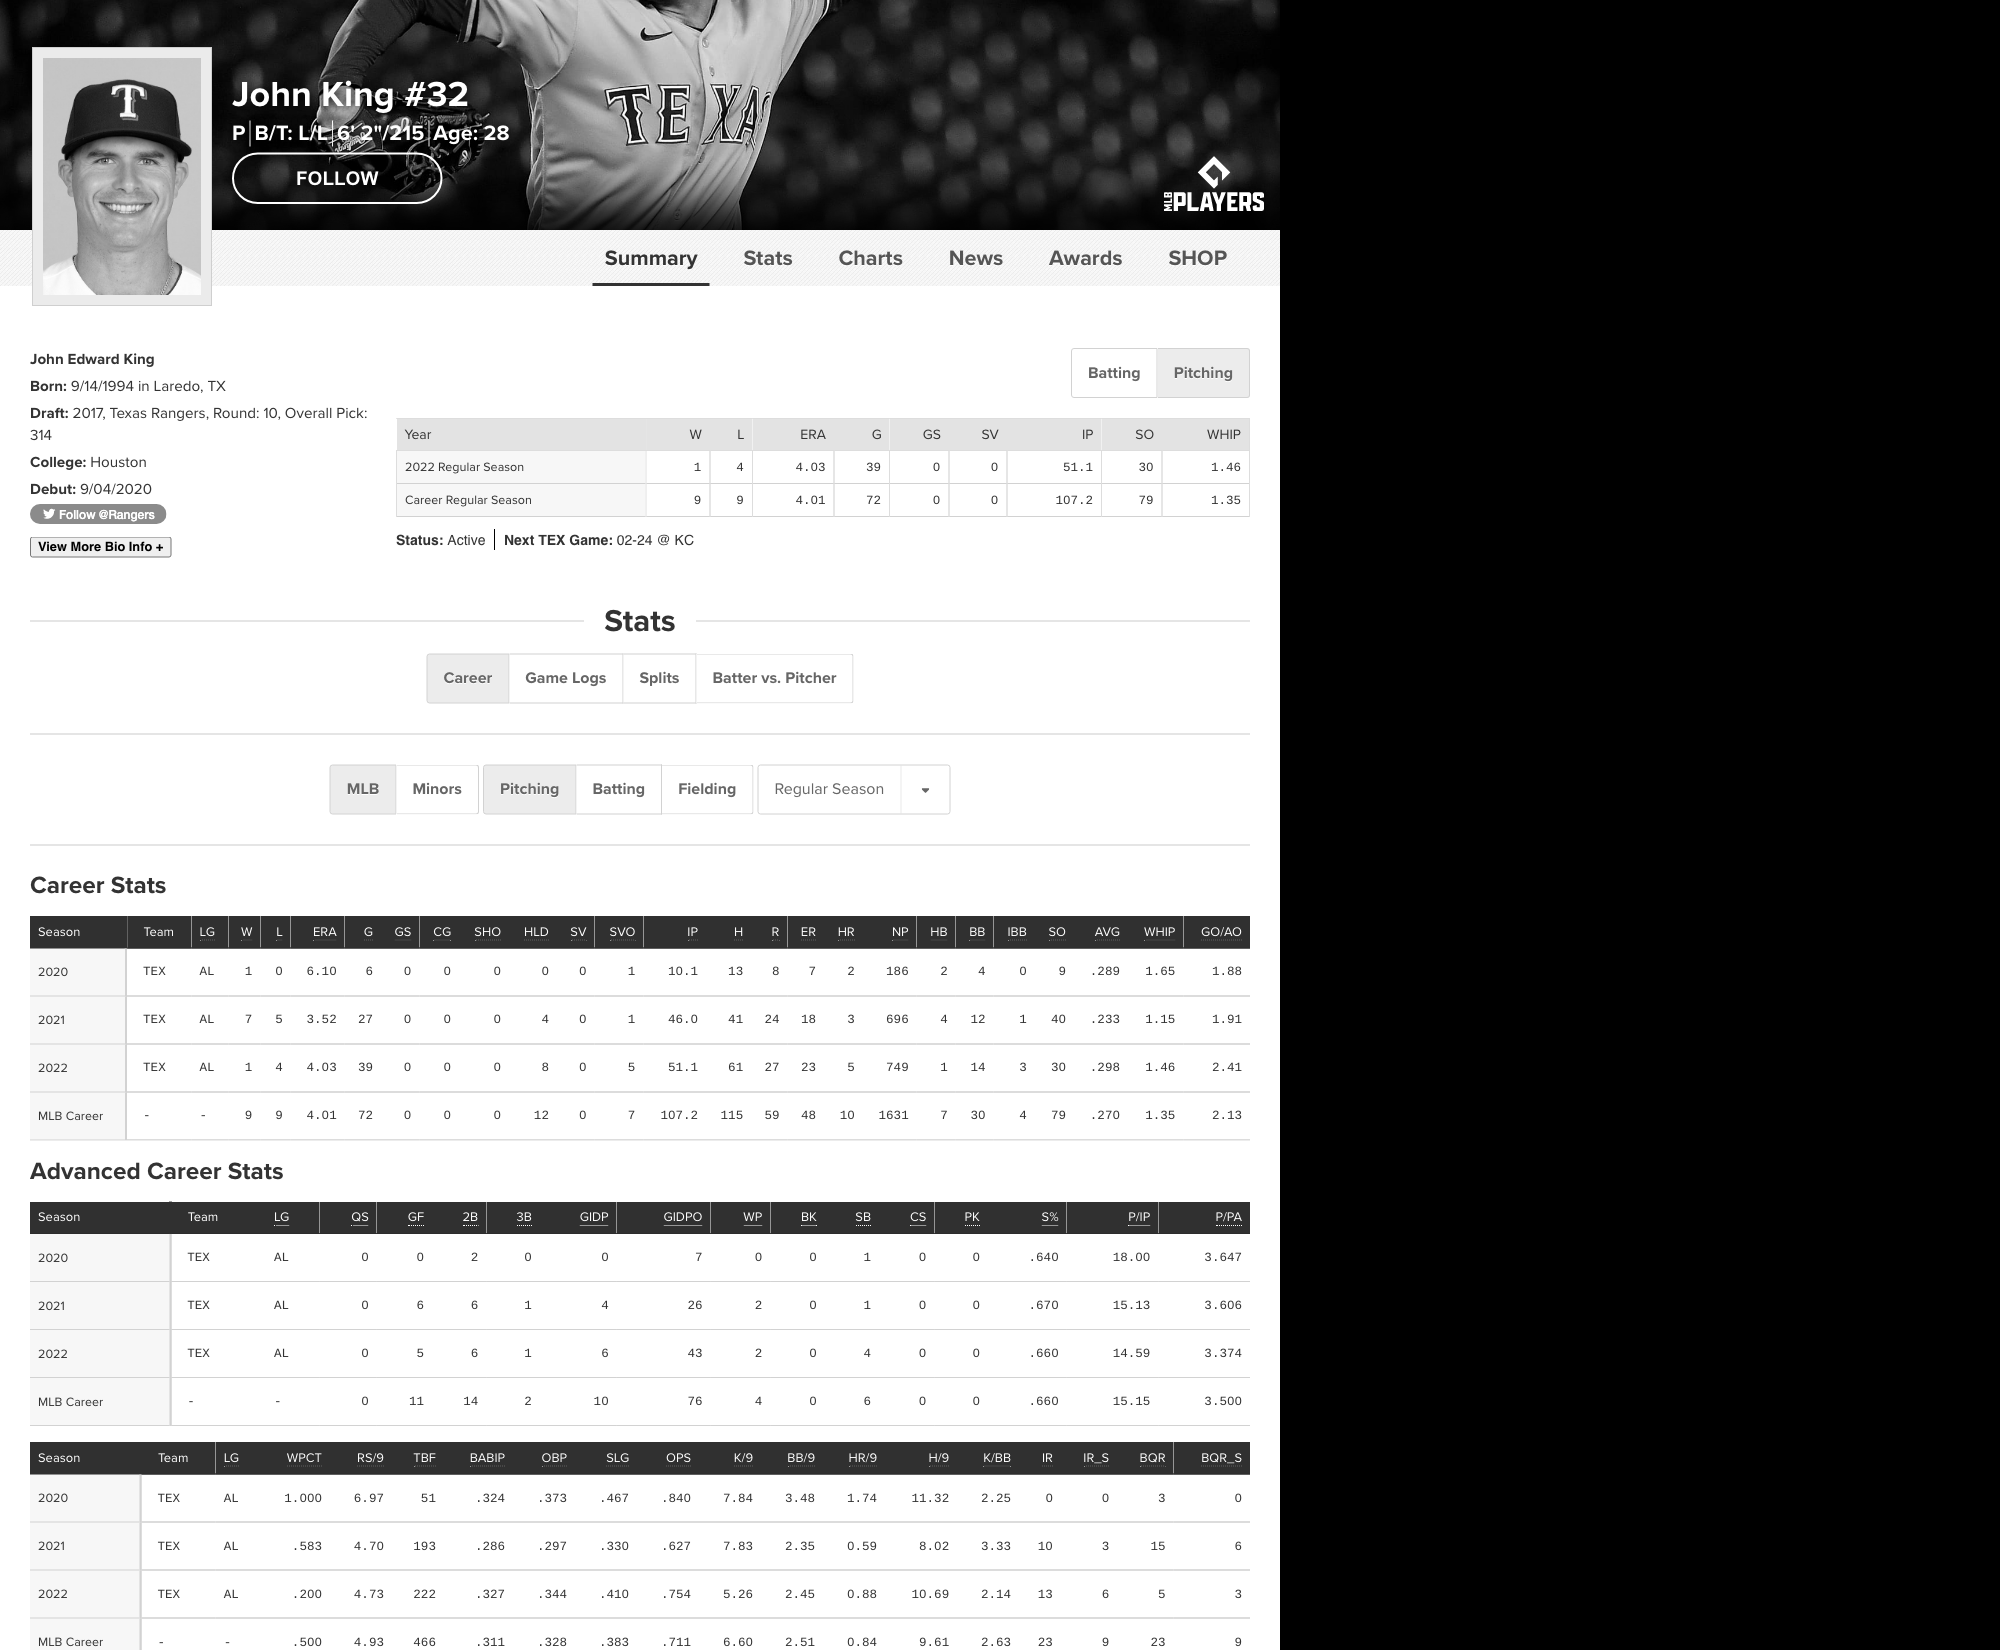 John King #32
P B/T: L/L 6' 2"/215 Age: 28
FOLLOW
TEXAS
MLB PLAYERS
Summary Stats Charts News Awards SHOP
John Edward King
Born: 9/14/1994 in Laredo, TX
Draft: 2017, Texas Rangers, Round: 10, Overall Pick:
314
College: Houston
Debut: 9/04/2020
Follow @Rangers
View More Bio Info +
Batting Pitching
Year W L ERA G GS SV IP SO WHIP
2022 Regular Season 1 4 4.03 39 0 0 51.1 30 1.46
Career Regular Season 9 9 4.01 72 0 0 107.2 79 1.35
Status: Active Next TEX Game: 02-24 @ KC
Stats
Career Game Logs Splits Batter vs. Pitcher
MLB Minors Pitching Batting Fielding Regular Season
Career Stats
Season Team LG W L ERA G GS CG SHO HLD SV SVO IP H R ER HR NP HB BB IBB SO AVG WHIP GO/AO
2020 TEX AL 1 0 6.10 6 0 0 0 0 0 1 10.1 13 8 7 2 186 2 4 0 9 .289 1.65 1.88
2021 TEX AL 7 5 3.52 27 0 0 0 4 0 1 46.0 41 24 18 3 696 4 12 1 40 .233 1.15 1.91
2022 TEX AL 1 4 4.03 39 0 0 0 8 0 5 51.1 61 27 23 5 749 1 14 3 30 .298 1.46 2.41
MLB Career - - 9 9 4.01 72 0 0 0 12 0 7 107.2 115 59 48 10 1631 7 30 4 79 .270 1.35 2.13
Advanced Career Stats
Season Team LG QS GF 2B 3B GIDP GIDPO WP BK SB CS PK S% P/IP P/PA
2020 TEX AL 0 0 2 0 0 7 0 0 1 0 0 .640 18.00 3.647
2021 TEX AL 0 6 6 1 4 26 2 0 1 0 0 .670 15.13 3.606
2022 TEX AL 0 5 6 1 6 43 2 0 4 0 0 .660 14.59 3.374
MLB Career - - 0 11 14 2 10 76 4 0 6 0 0 .660 15.15 3.500
Season Team LG WPCT RS/9 TBF BABIP OBP SLG OPS K/9 BB/9 HR/9 H/9 K/BB IR IR_S BQR BQR_S
2020 TEX AL 1.000 6.97 51 .324 .373 .467 .840 7.84 3.48 1.74 11.32 2.25 0 0 3 0
2021 TEX AL .583 4.70 193 .286 .297 .330 .627 7.83 2.35 0.59 8.02 3.33 10 3 15 6
2022 TEX AL .200 4.73 222 .327 .344 .410 .754 5.26 2.45 0.88 10.69 2.14 13 6 5 3
MLB Career - - .500 4.93 466 .311 .328 .383 .711 6.60 2.51 0.84 9.61 2.63 23 9 23 9